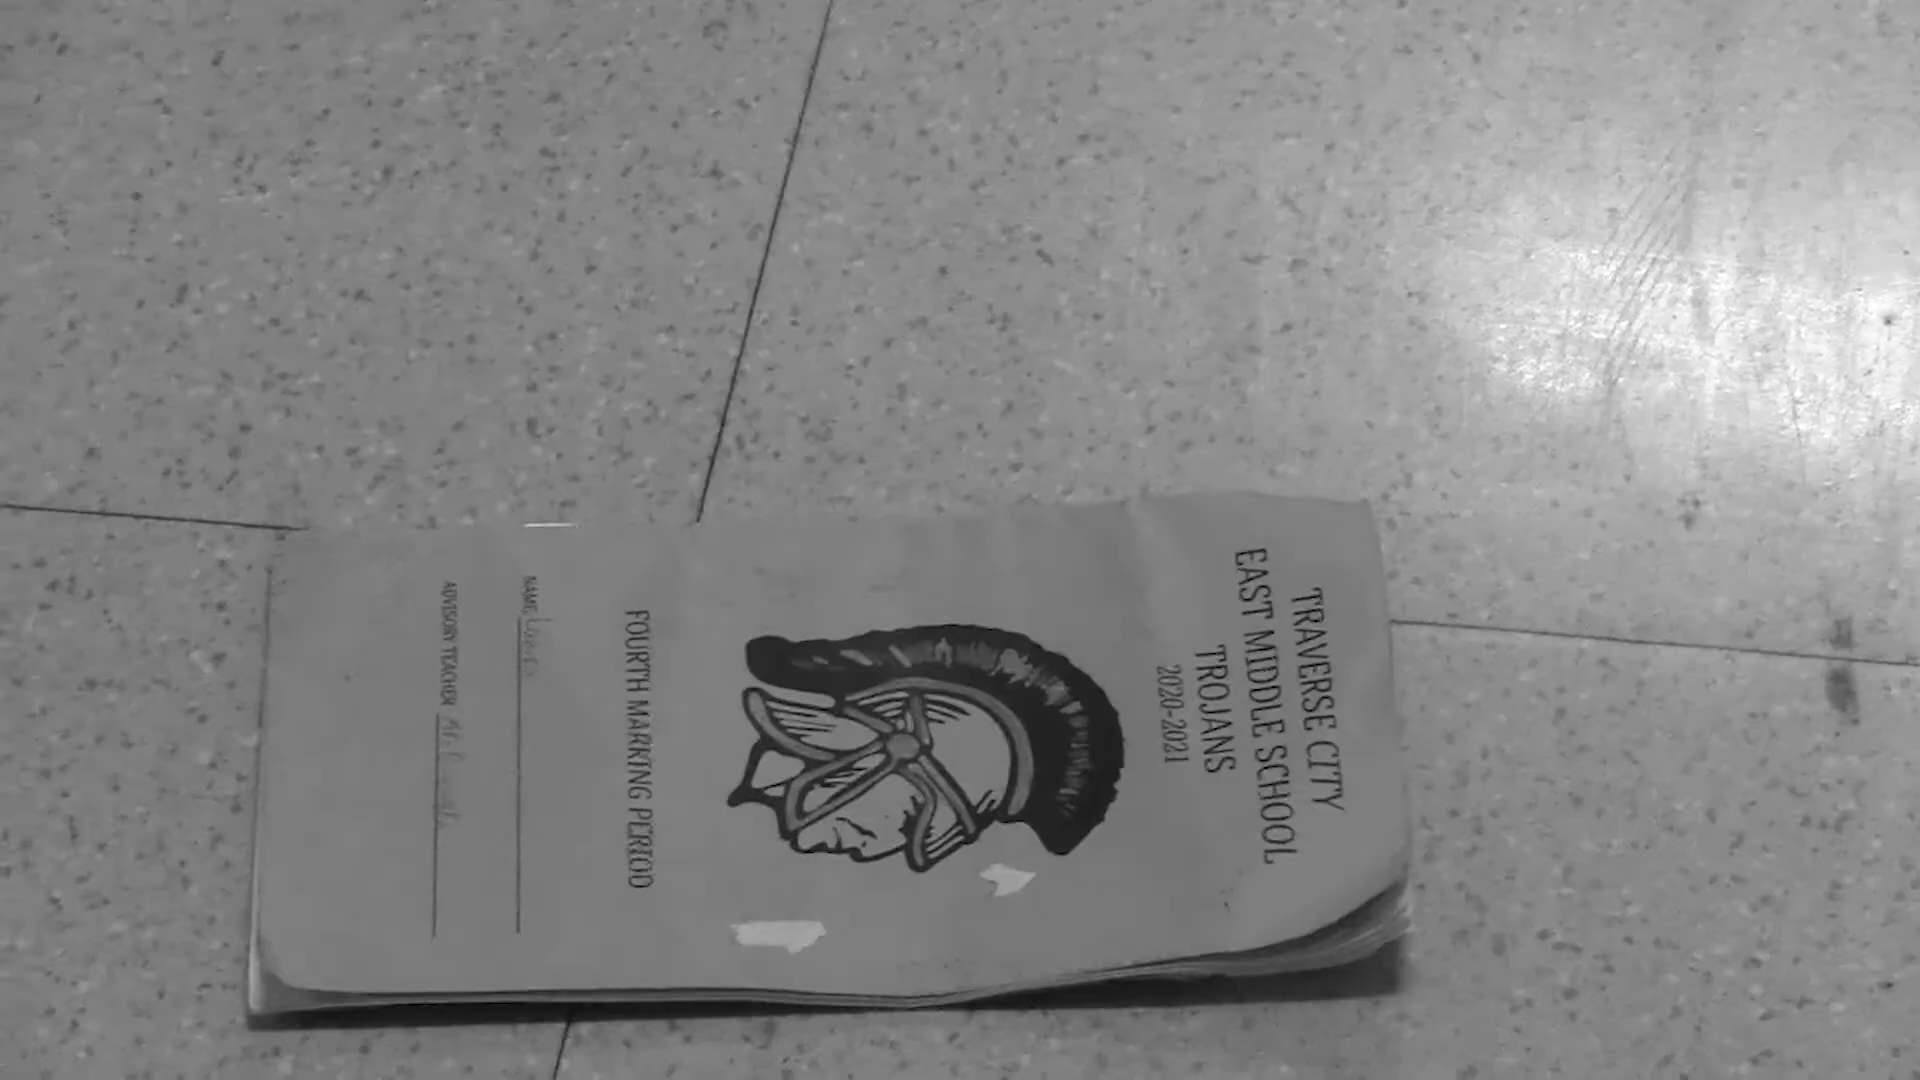 TRAVERSE CITY
EAST MIDDLE SCHOOL
TROJANS
2020-2021
FOURTH MARKING PERIOD
NAME
ADVISORY TEACHER